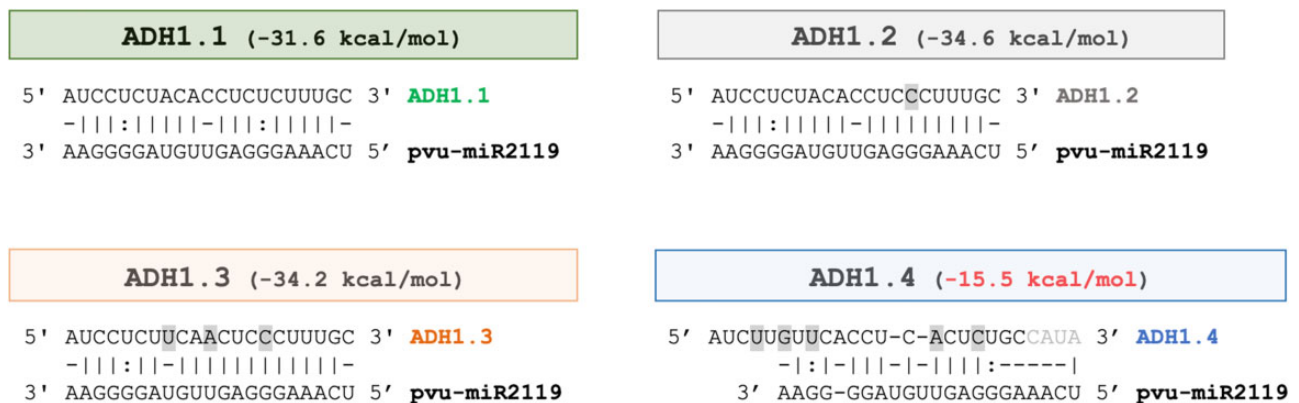 ADH1.1 (-31.6 kcal/mol)
5' AUCCUCUACACCUCUCUUUGC 3' ADH1.1
-|||:|||||-|||:|||||-
3' AAGGGGAUGUUGAGGGAAACU 5′ pvu-miR2119
ADH1.2 (-34.6 kcal/mol)
5' AUCCUCUACACCUCCCUUUGC 3' ADH1.2
-|||:|||||-|||||||||-
3' AAGGGGAUGUUGAGGGAAACU 5′ pvu-miR2119
ADH1.3 (-34.2 kcal/mol)
5' AUCCUCUUCAACUCCCUUUGC 3' ADH1.3
-|||:||-||||||||||||-
3' AAGGGGAUGUUGAGGGAAACU 5′ pvu-miR2119
ADH1.4 (-15.5 kcal/mol)
5′ AUCUUGUUCACCU-C-ACUCUGCCAUA 3′ ADH1.4
-|:|-|||-|-||||:-----|
3′ AAGG-GGAUGUUGAGGGAAACU 5′ pvu-miR2119